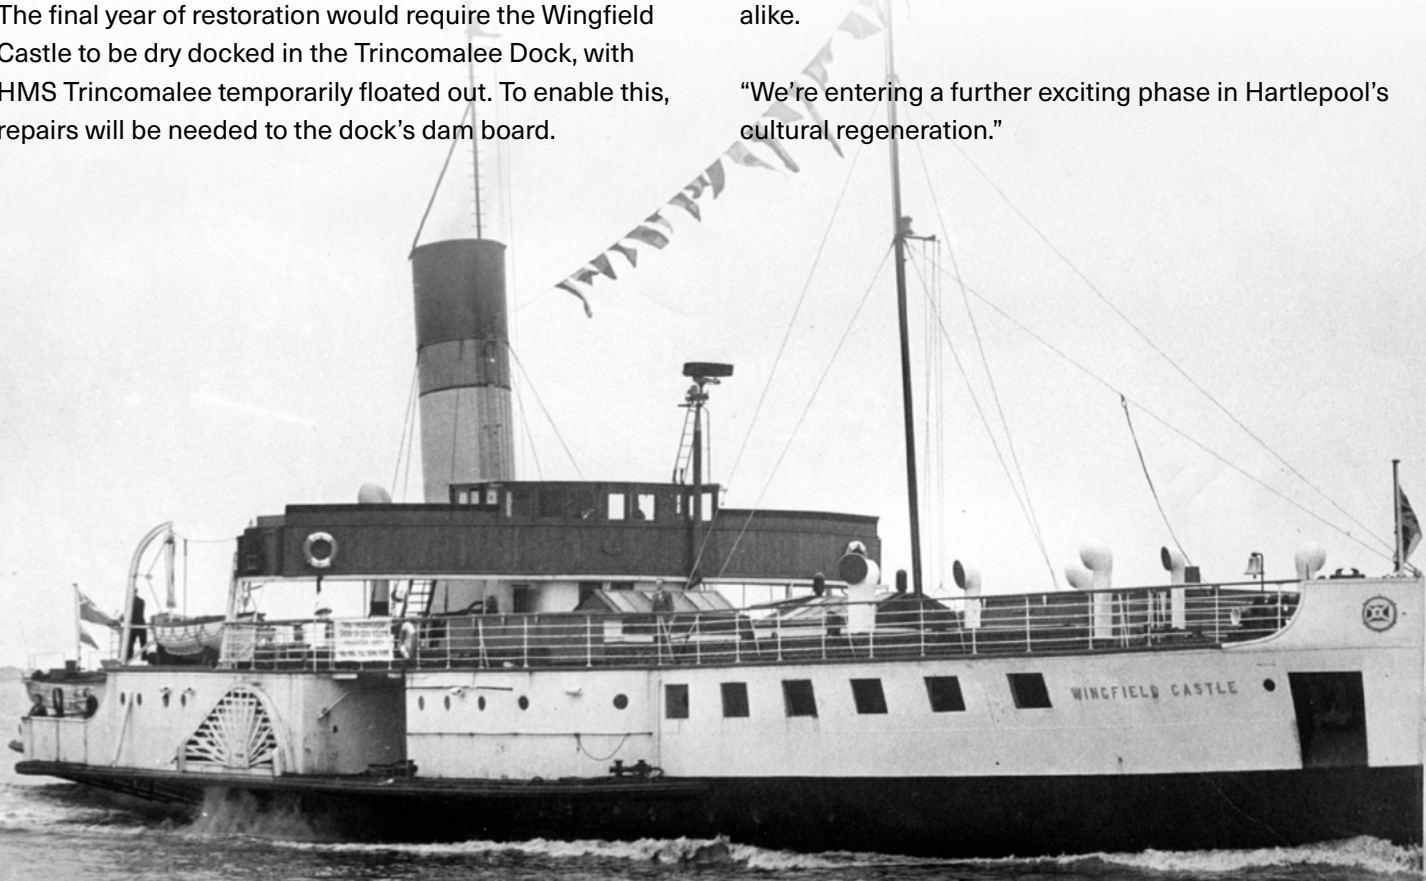 The final year of restoration would require the Wingfield
Castle to be dry docked in the Trincomalee Dock, with
HMS Trincomalee temporarily floated out. To enable this,
repairs will be needed to the dock’s dam board.
alike.
“We’re entering a further exciting phase in Hartlepool’s
cultural regeneration.”
WINGFIELD CASTLE